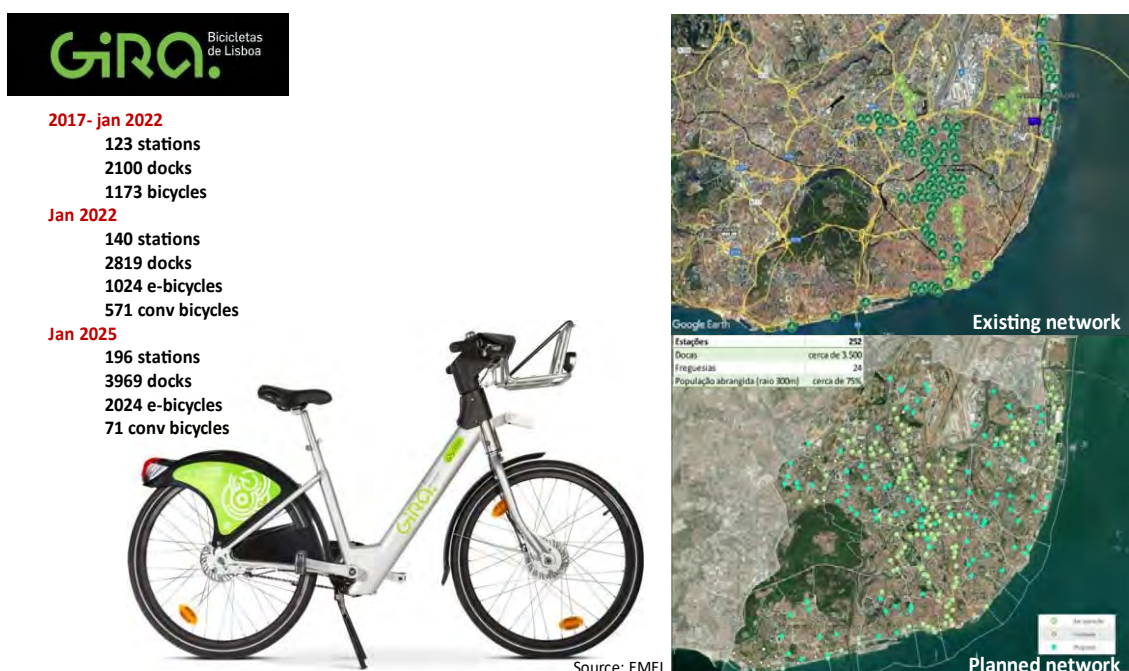 GiRA.
Bicicletas
de Lisboa
2017- jan 2022
123 stations
2100 docks
1173 bicycles
Jan 2022
140 stations
2819 docks
1024 e-bicycles
571 conv bicycles
Jan 2025
196 stations
3969 docks
2024 e-bicycles
71 conv bicycles
GiRA.
Source: EMEL
Google Earth
Existing network
Estações 252
Docas cerca de 3.500
Freguesias 24
População abrangida (raio 300m) cerca de 75%
Planned network